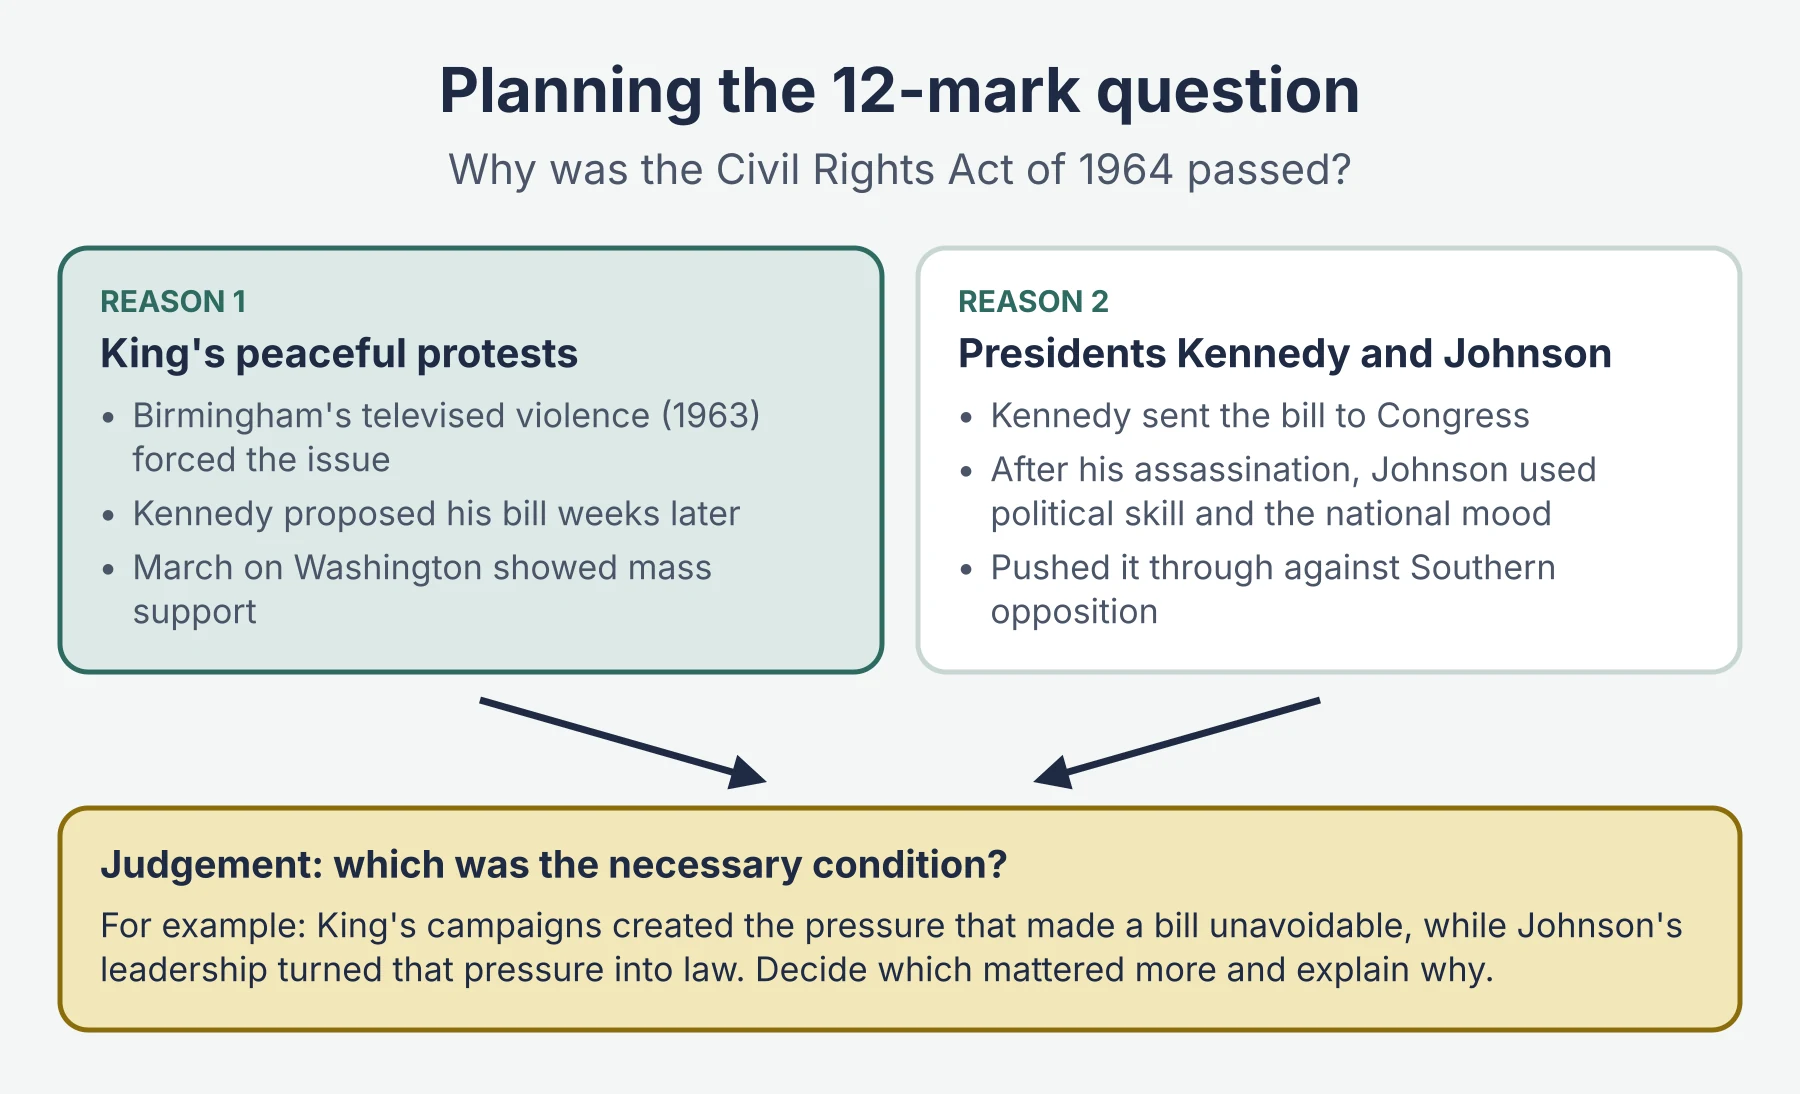 Planning the 12-mark question
Why was the Civil Rights Act of 1964 passed?
REASON 1
King's peaceful protests
• Birmingham's televised violence (1963)
forced the issue
• Kennedy proposed his bill weeks later
• March on Washington showed mass
support
REASON 2
Presidents Kennedy and Johnson
• Kennedy sent the bill to Congress
• After his assassination, Johnson used
political skill and the national mood
• Pushed it through against Southern
opposition
Judgement: which was the necessary condition?
For example: King's campaigns created the pressure that made a bill unavoidable, while Johnson's
leadership turned that pressure into law. Decide which mattered more and explain why.